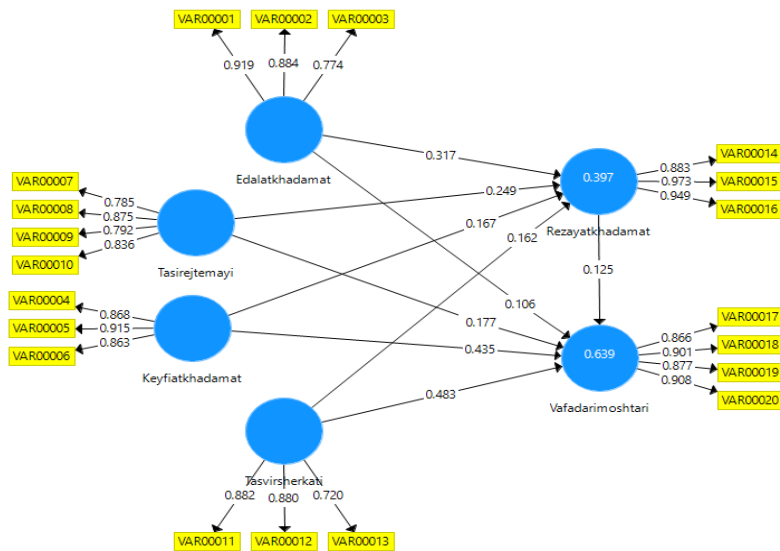 VAR00001 VAR00002 VAR00003
0.919 0.884 0.774
Edalatkhadamat
VAR00007
VAR00008
VAR00009
VAR00010
0.785
0.875
0.792
0.836
Tasirejtemayi
VAR00004
VAR00005
VAR00006
0.868
0.915
0.863
Keyfiatkhadamat
Tasvirsherkati
0.882 0.880 0.720
VAR00011 VAR00012 VAR00013
0.317
0.249
0.167
0.162
0.106
0.177
0.435
0.483
0.397
Rezayatkhadamat
0.883
0.973
0.949
VAR00014
VAR00015
VAR00016
0.125
0.639
Vafadarimoshtari
0.866
0.901
0.877
0.908
VAR00017
VAR00018
VAR00019
VAR00020